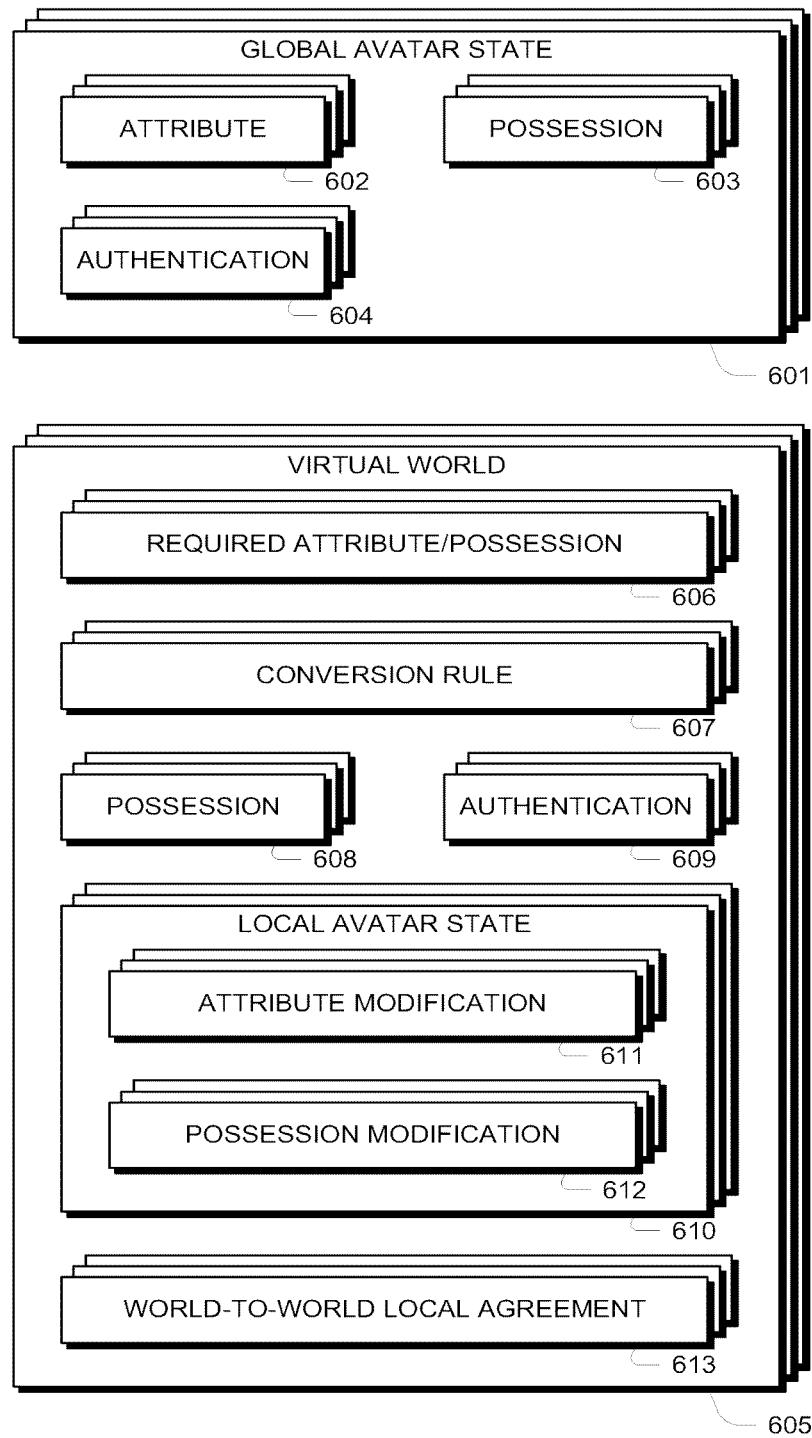 GLOBAL AVATAR STATE
ATTRIBUTE
POSSESSION
602
603
AUTHENTICATION
604
601
VIRTUAL WORLD
REQUIRED ATTRIBUTE/POSSESSION
606
CONVERSION RULE
607
POSSESSION
AUTHENTICATION
608
609
LOCAL AVATAR STATE
ATTRIBUTE MODIFICATION
611
POSSESSION MODIFICATION
612
610
WORLD-TO-WORLD LOCAL AGREEMENT
613
605